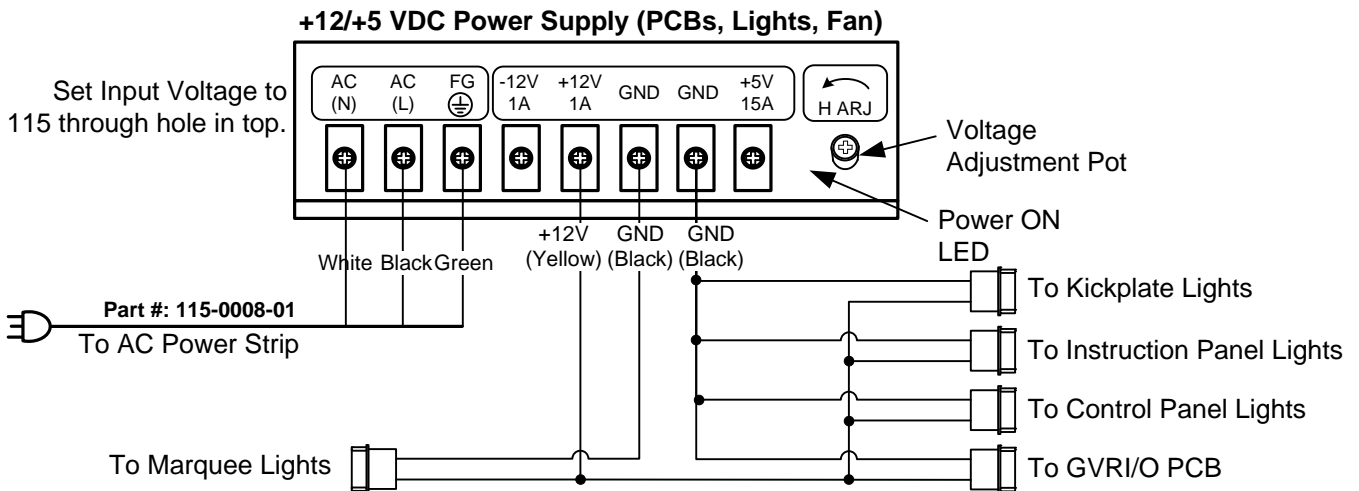 +12/+5 VDC Power Supply (PCBs, Lights, Fan)
Set Input Voltage to
115 through hole in top.
AC
(N)
AC
(L)
FG
-12V
1A
+12V
1A
GND
GND
+5V
15A
H ARJ
Voltage
Adjustment Pot
Power ON
LED
White
Black
Green
+12V
(Yellow)
GND
(Black)
GND
(Black)
Part #: 115-0008-01
To AC Power Strip
To Kickplate Lights
To Instruction Panel Lights
To Control Panel Lights
To Marquee Lights
To GVRI/O PCB